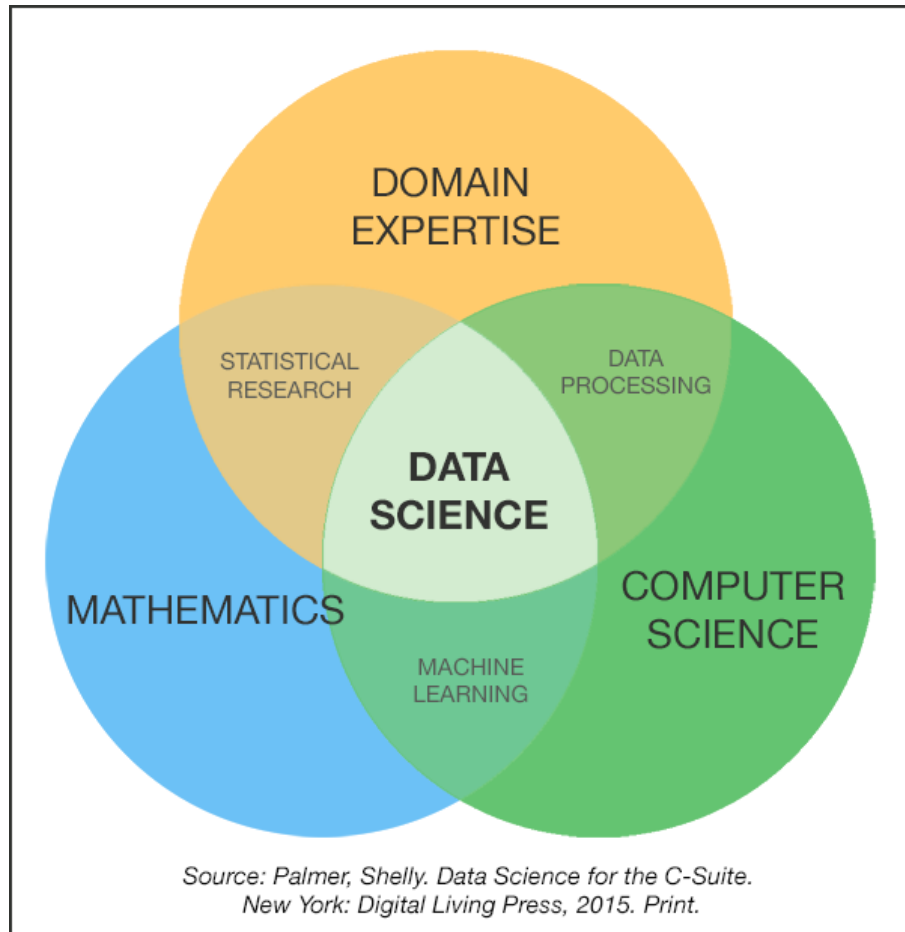 DOMAIN
EXPERTISE
STATISTICAL
RESEARCH
DATA
PROCESSING
DATA
SCIENCE
MATHEMATICS
COMPUTER
SCIENCE
MACHINE
LEARNING
Source: Palmer, Shelly. Data Science for the C-Suite.
New York: Digital Living Press, 2015. Print.